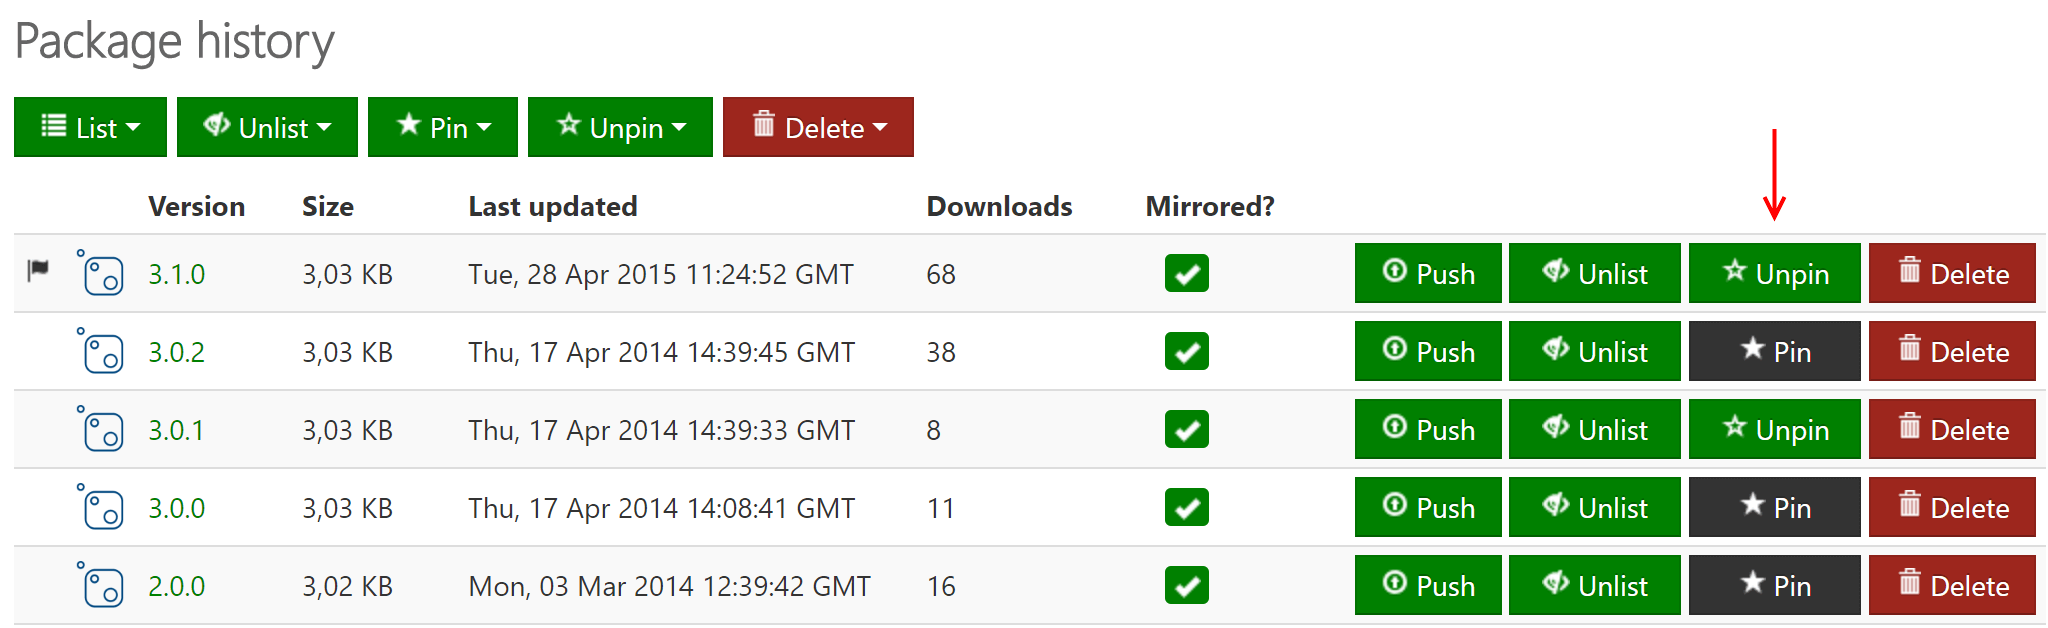 Package history
List Unlist Pin Unpin Delete
Version Size Last updated Downloads Mirrored?
3.1.0 3,03 KB Tue, 28 Apr 2015 11:24:52 GMT 68 Push Unlist Unpin Delete
3.0.2 3,03 KB Thu, 17 Apr 2014 14:39:45 GMT 38 Push Unlist Pin Delete
3.0.1 3,03 KB Thu, 17 Apr 2014 14:39:33 GMT 8 Push Unlist Unpin Delete
3.0.0 3,03 KB Thu, 17 Apr 2014 14:08:41 GMT 11 Push Unlist Pin Delete
2.0.0 3,02 KB Mon, 03 Mar 2014 12:39:42 GMT 16 Push Unlist Pin Delete